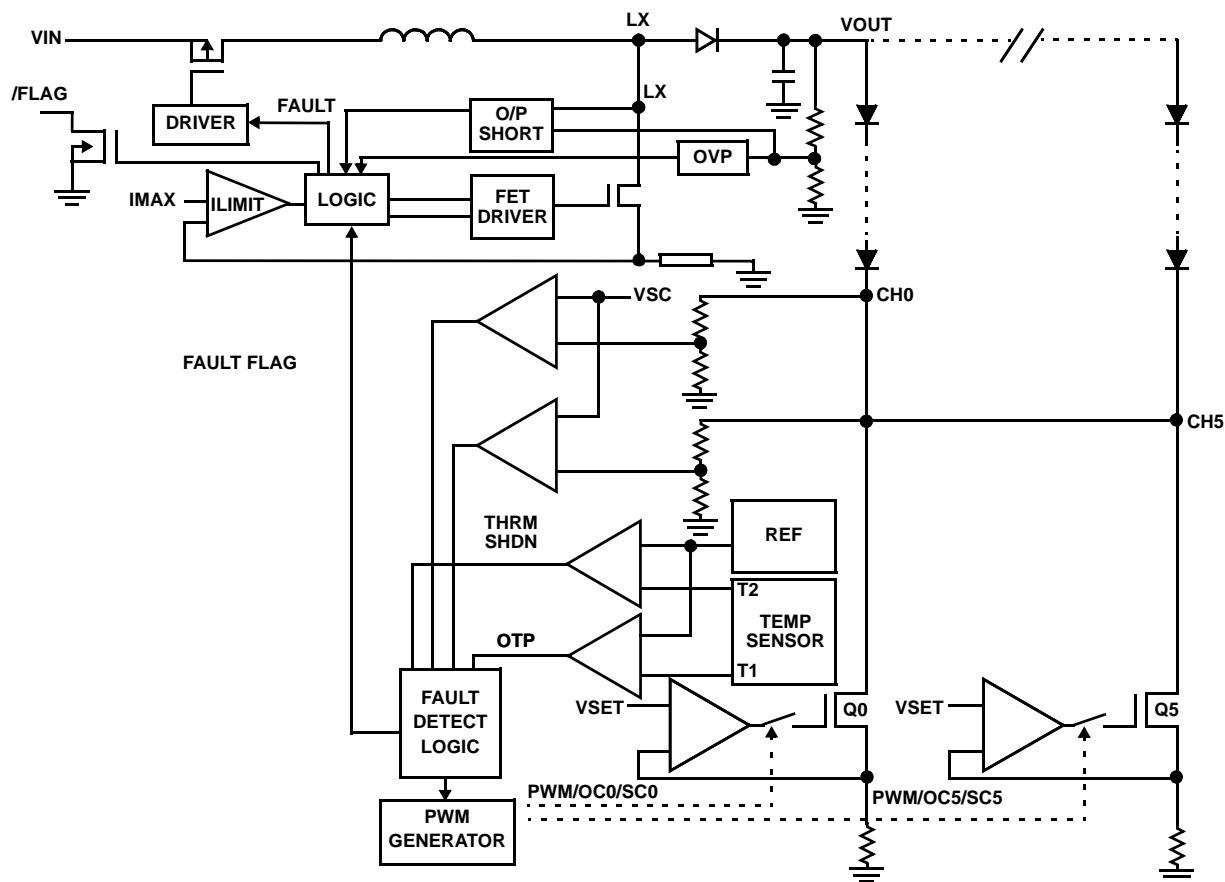 LX
VIN
VOUT
/FLAG
FAULT
LX
DRIVER
O/P
SHORT
OVP
IMAX
ILIMIT
LOGIC
FET
DRIVER
VSC
CH0
FAULT FLAG
CH5
THRM
SHDN
REF
T2
TEMP
SENSOR
OTP
T1
FAULT
DETECT
LOGIC
VSET
Q0
VSET
Q5
PWM/OC0/SC0
PWM/OC5/SC5
PWM
GENERATOR